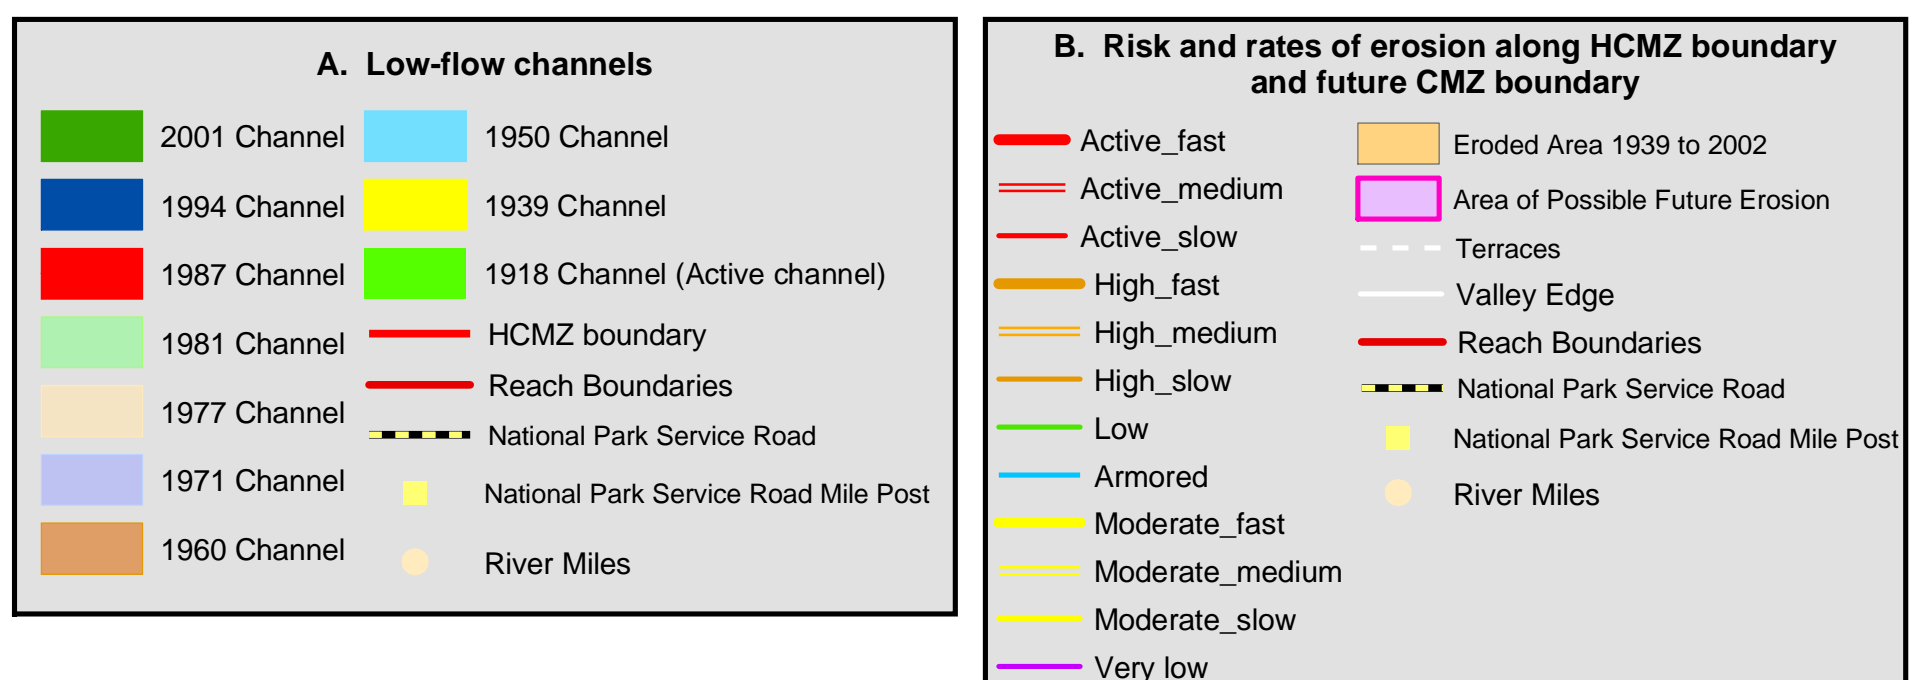 A. Low-flow channels
2001 Channel
1994 Channel
1987 Channel
1981 Channel
1977 Channel
1971 Channel
1960 Channel
1950 Channel
1939 Channel
1918 Channel (Active channel)
HCMZ boundary
Reach Boundaries
National Park Service Road
National Park Service Road Mile Post
River Miles
B. Risk and rates of erosion along HCMZ boundary
and future CMZ boundary
Active_fast
Active_medium
Active_slow
High_fast
High_medium
High_slow
Low
Armored
Moderate_fast
Moderate_medium
Moderate_slow
Very low
Eroded Area 1939 to 2002
Area of Possible Future Erosion
Terraces
Valley Edge
Reach Boundaries
National Park Service Road
National Park Service Road Mile Post
River Miles